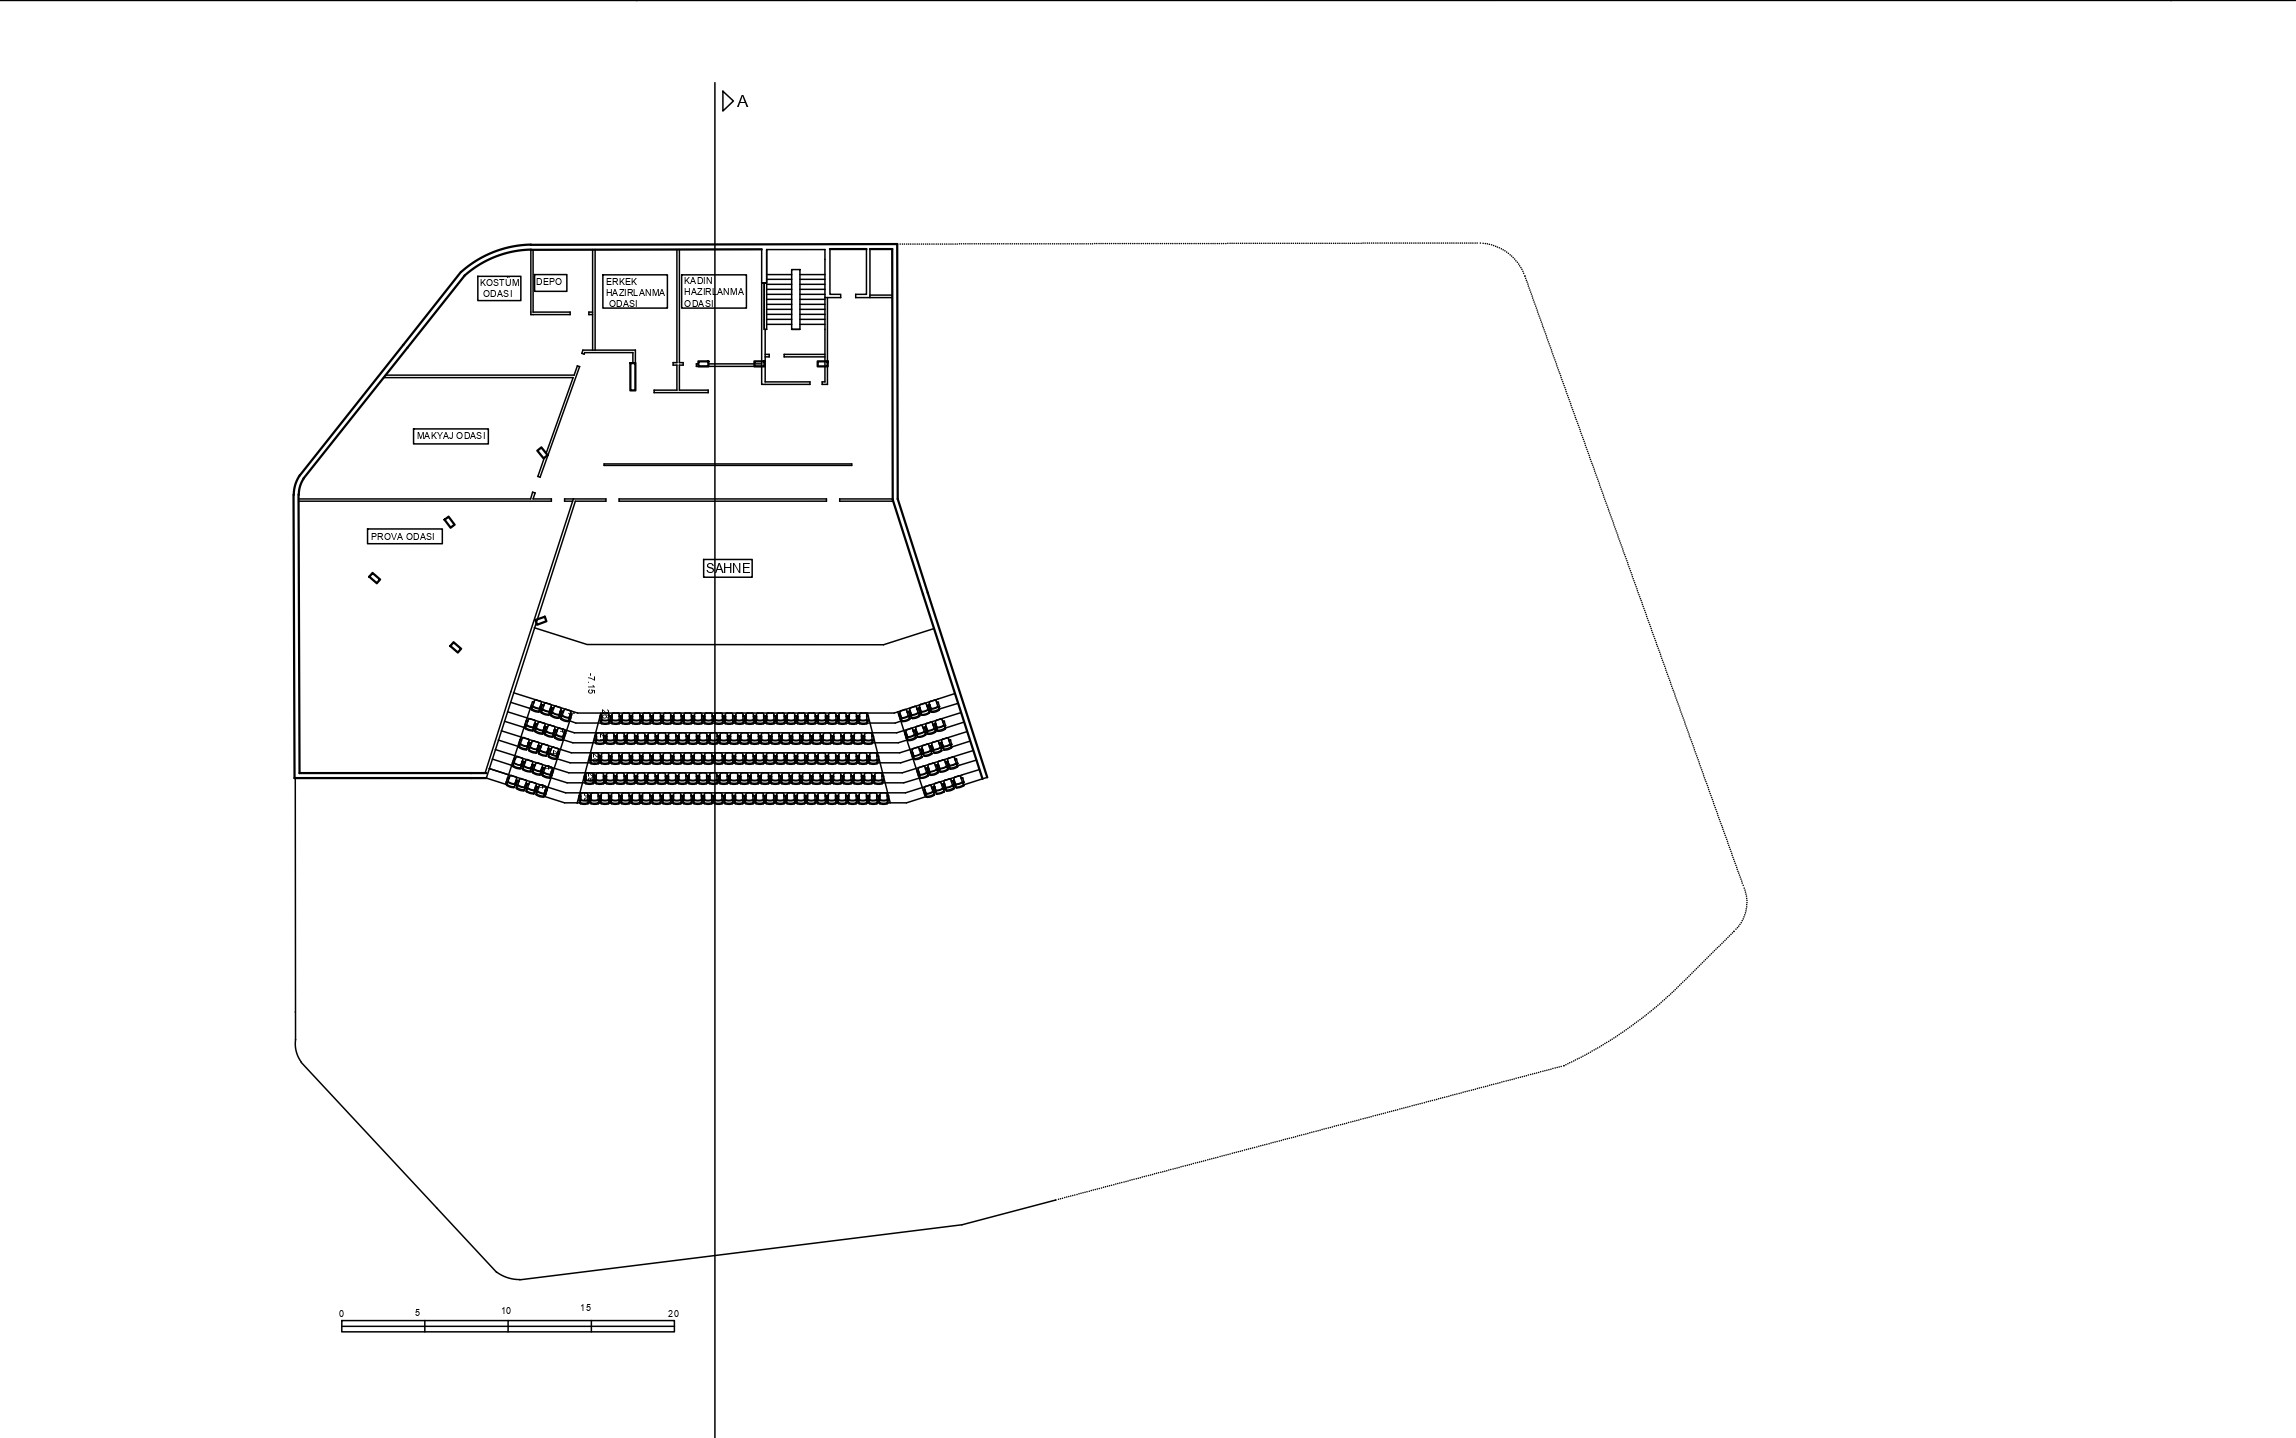 A
KOSTÜM
ODASI
DEPO
ERKEK
HAZIRLANMA
ODASI
KADIN
HAZIRLANMA
ODASI
MAKYAJ ODASI
PROVA ODASI
SAHNE
-7.15
0
5
10
15
20